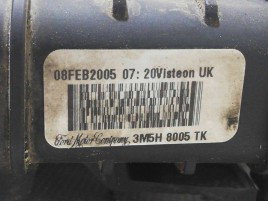 08FEB2005 07:20Visteon UK
Ford Motor Company, 3M5H 8005 TK